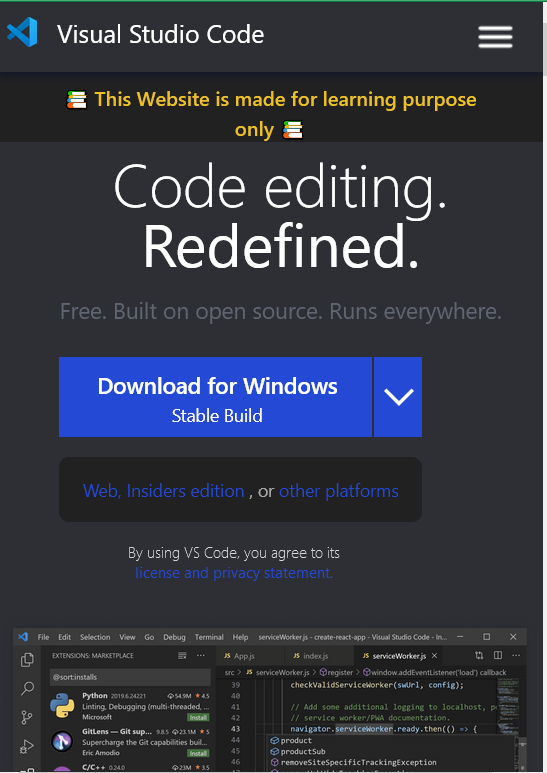 Visual Studio Code
This Website is made for learning purpose
only
Code editing.
Redefined.
Free. Built on open source. Runs everywhere.
Download for Windows
Stable Build
Web, Insiders edition , or other platforms
By using VS Code, you agree to its
license and privacy statement.
File Edit Selection View Go Debug Terminal Help serviceWorker.js - create-react-app - Visual Studio Code - In...
EXTENSIONS: MARKETPLACE
@sort:installs
Python 2019.6.24221 54.9M 4.5
Linting, Debugging (multi-threaded, ...
Microsoft Install
GitLens — Git sup... 9.8.5 23.1M 5
Supercharge the Git capabilities buil...
Eric Amodio Install
C/C++ 0.24.0 23M 3.5
App.js index.js serviceWorker.js
src > serviceWorker.js > register > window.addEventListener('load') callback
39 checkValidServiceWorker(swUrl, config);
40
41 // Add some additional logging to localhost, p
42 // service worker/PWA documentation.
43 navigator.serviceWorker.ready.then(() => {
product
productSub
removeSiteSpecificTrackingException